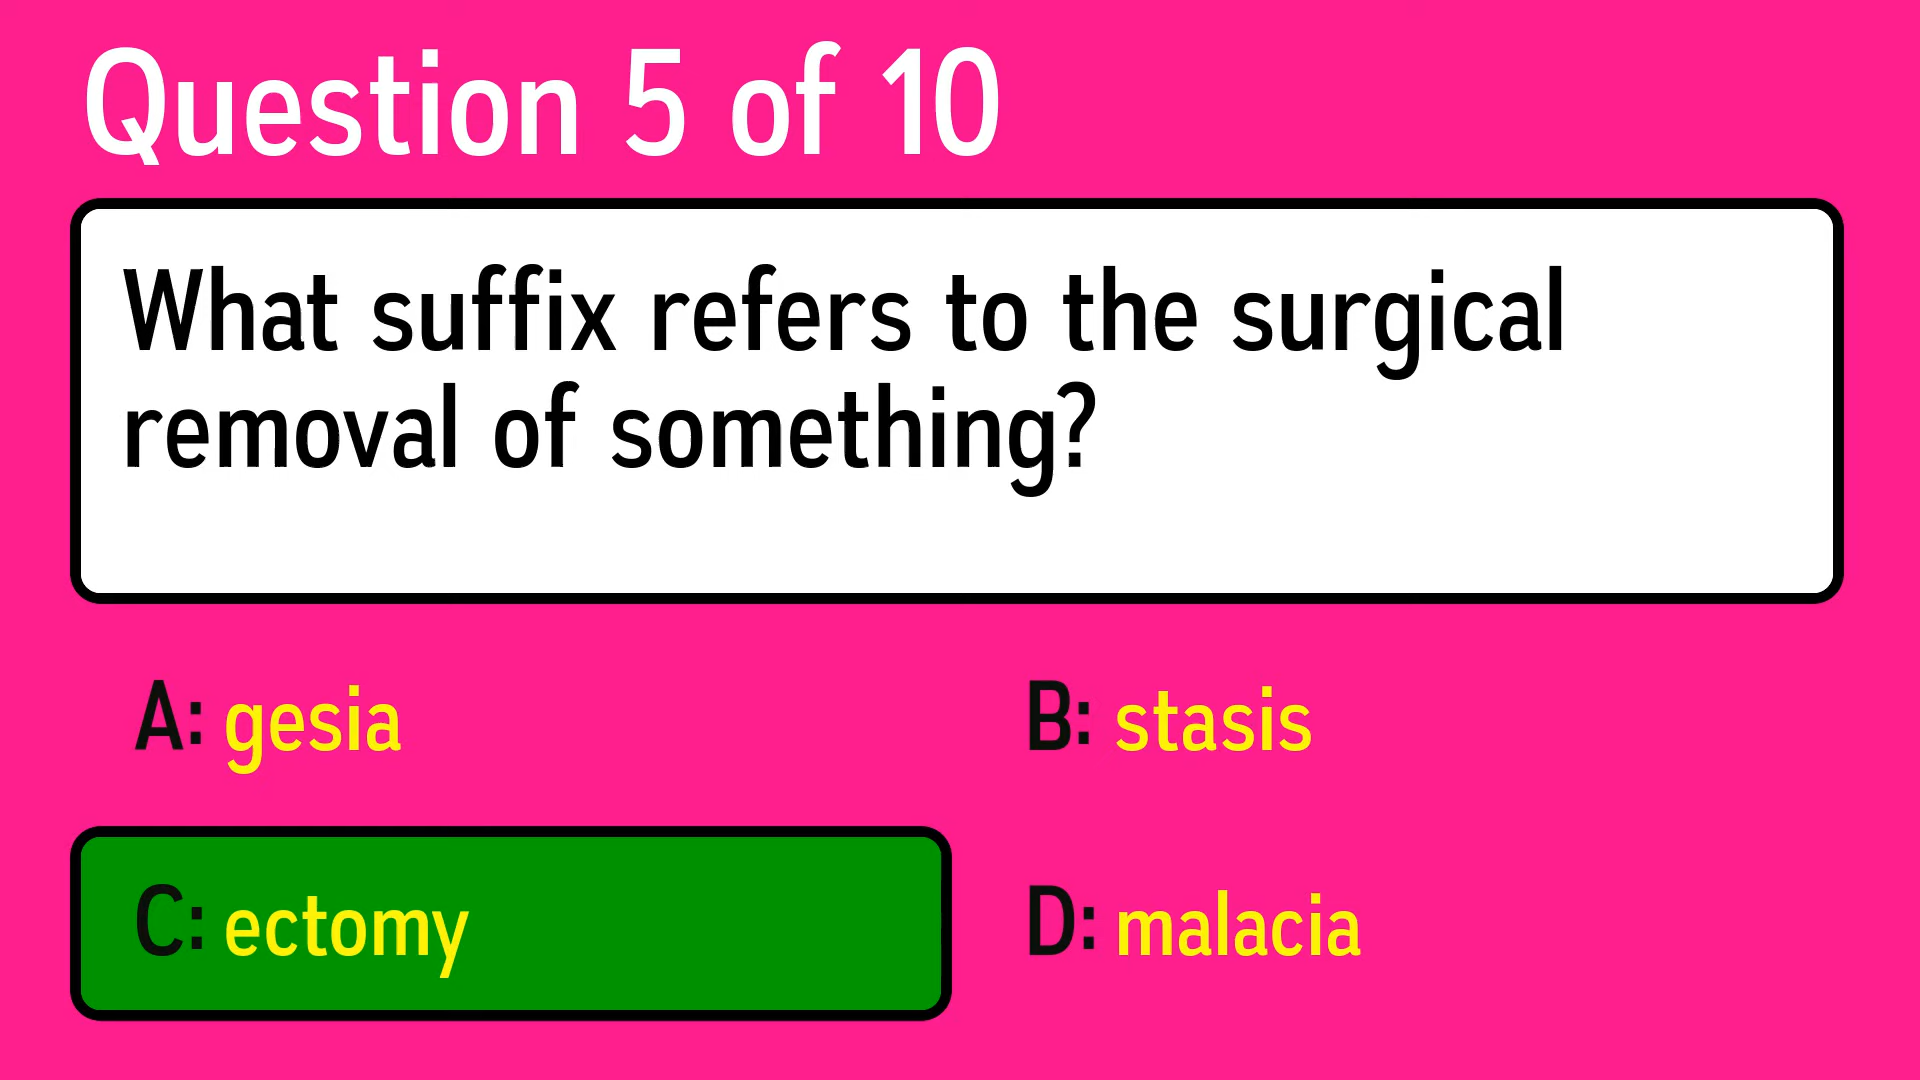 Question 5 of 10
What suffix refers to the surgical
removal of something?
A: gesia
B: stasis
C: ectomy
D: malacia